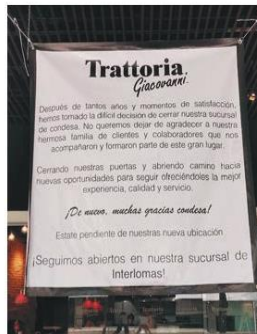 Trattoria
Giacovanni.
Después de tantos años y momentos de satisfacción,
hemos tomado la difícil decisión de cerrar nuestra sucursal
de condesa. No queremos dejar de agradecer a nuestra
hermosa familia de clientes y colaboradores que nos
acompañaron y formaron parte de este gran lugar.
Cerrando nuestras puertas y abriendo camino hacia
nuevas oportunidades para seguir ofreciéndoles la mejor
experiencia, calidad y servicio.
¡De nuevo, muchas gracias condesa!
Estate pendiente de nuestras nueva ubicación.
¡Seguimos abiertos en nuestra sucursal de
Interlomas!